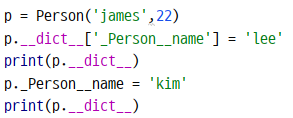 p = Person('james',22)
p.__dict__['_Person__name'] = 'lee'
print(p.__dict__)
p._Person__name = 'kim'
print(p.__dict__)